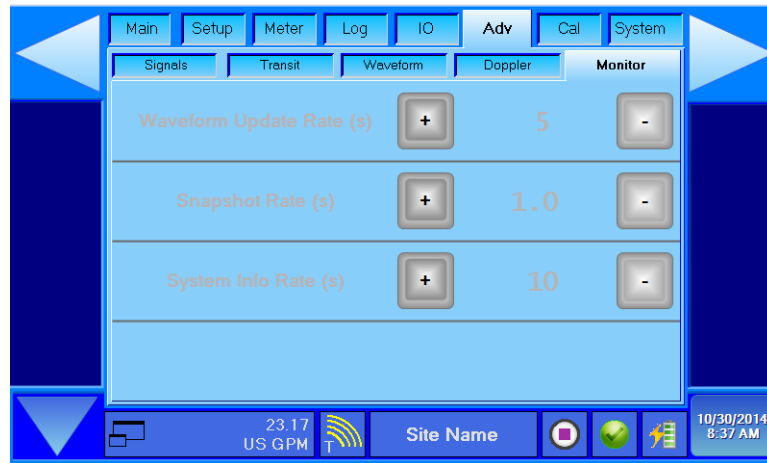 Main Setup Meter Log IO Adv Cal System
Signals Transit Waveform Doppler Monitor
Waveform Update Rate (s) + 5 -
Snapshot Rate (s) + 1.0 -
System Info Rate (s) + 10 -
23.17
US GPM T Site Name
10/30/2014
8:37 AM